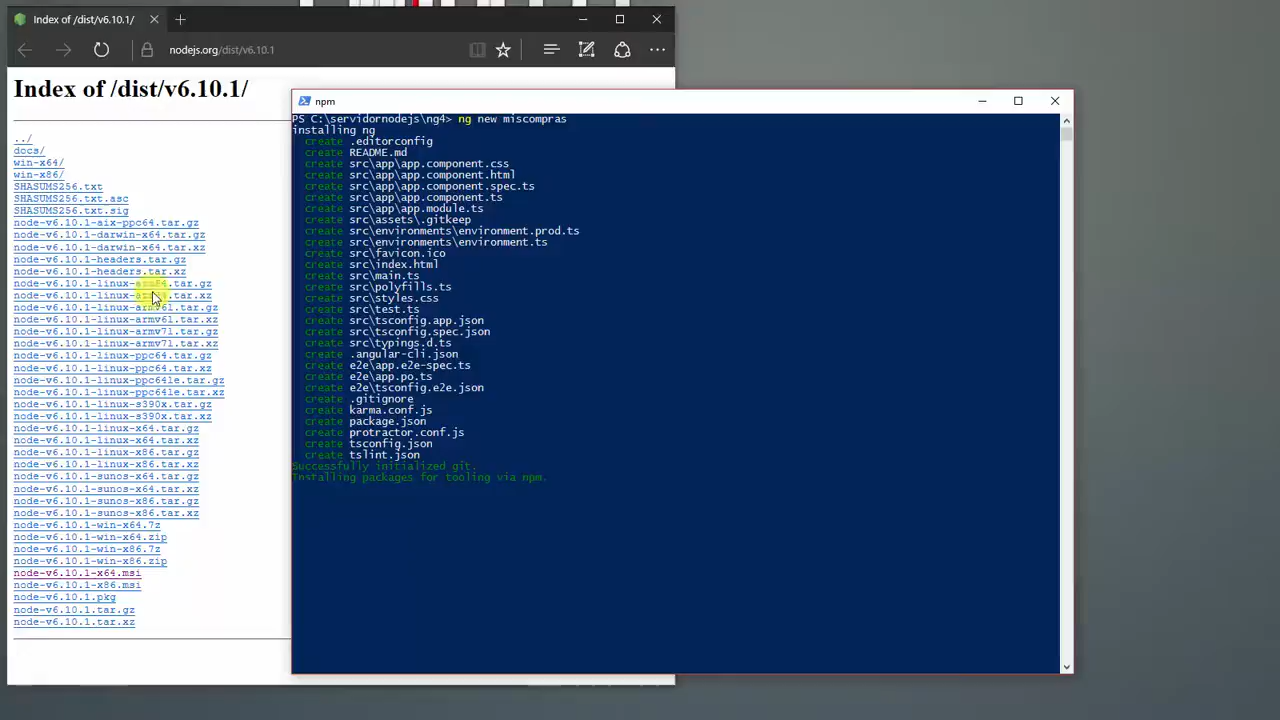 Index of /dist/v6.10.1/
nodejs.org/dist/v6.10.1
Index of /dist/v6.10.1/
../
docs/
win-x64/
win-x86/
SHASUMS256.txt
SHASUMS256.txt.asc
SHASUMS256.txt.sig
node-v6.10.1-aix-ppc64.tar.gz
node-v6.10.1-darwin-x64.tar.gz
node-v6.10.1-darwin-x64.tar.xz
node-v6.10.1-headers.tar.gz
node-v6.10.1-headers.tar.xz
node-v6.10.1-linux-arm64.tar.gz
node-v6.10.1-linux-arm64.tar.xz
node-v6.10.1-linux-armv6l.tar.gz
node-v6.10.1-linux-armv6l.tar.xz
node-v6.10.1-linux-armv7l.tar.gz
node-v6.10.1-linux-armv7l.tar.xz
node-v6.10.1-linux-ppc64.tar.gz
node-v6.10.1-linux-ppc64.tar.xz
node-v6.10.1-linux-ppc64le.tar.gz
node-v6.10.1-linux-ppc64le.tar.xz
node-v6.10.1-linux-s390x.tar.gz
node-v6.10.1-linux-s390x.tar.xz
node-v6.10.1-linux-x64.tar.gz
node-v6.10.1-linux-x64.tar.xz
node-v6.10.1-linux-x86.tar.gz
node-v6.10.1-linux-x86.tar.xz
node-v6.10.1-sunos-x64.tar.gz
node-v6.10.1-sunos-x64.tar.xz
node-v6.10.1-sunos-x86.tar.gz
node-v6.10.1-sunos-x86.tar.xz
node-v6.10.1-win-x64.7z
node-v6.10.1-win-x64.zip
node-v6.10.1-win-x86.7z
node-v6.10.1-win-x86.zip
node-v6.10.1-x64.msi
node-v6.10.1-x86.msi
node-v6.10.1.pkg
node-v6.10.1.tar.gz
node-v6.10.1.tar.xz
npm
PS C:\servidornodejs\ng4> ng new miscompras
installing ng
create .editorconfig
create README.md
create src\app\app.component.css
create src\app\app.component.html
create src\app\app.component.spec.ts
create src\app\app.component.ts
create src\app\app.module.ts
create src\assets\.gitkeep
create src\environments\environment.prod.ts
create src\environments\environment.ts
create src\favicon.ico
create src\index.html
create src\main.ts
create src\polyfills.ts
create src\styles.css
create src\test.ts
create src\tsconfig.app.json
create src\tsconfig.spec.json
create src\typings.d.ts
create .angular-cli.json
create e2e\app.e2e-spec.ts
create e2e\app.po.ts
create e2e\tsconfig.e2e.json
create .gitignore
create karma.conf.js
create package.json
create protractor.conf.js
create tsconfig.json
create tslint.json
Successfully initialized git.
Installing packages for tooling via npm.